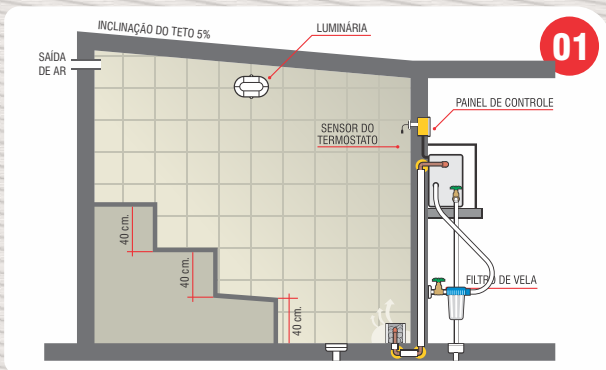 INCLINAÇÃO DO TETO 5%
LUMINÁRIA
01
SAÍDA
DE AR
PAINEL DE CONTROLE
SENSOR DO
TERMOSTATO
40 cm.
40 cm.
FILTRO DE VELA
40 cm.